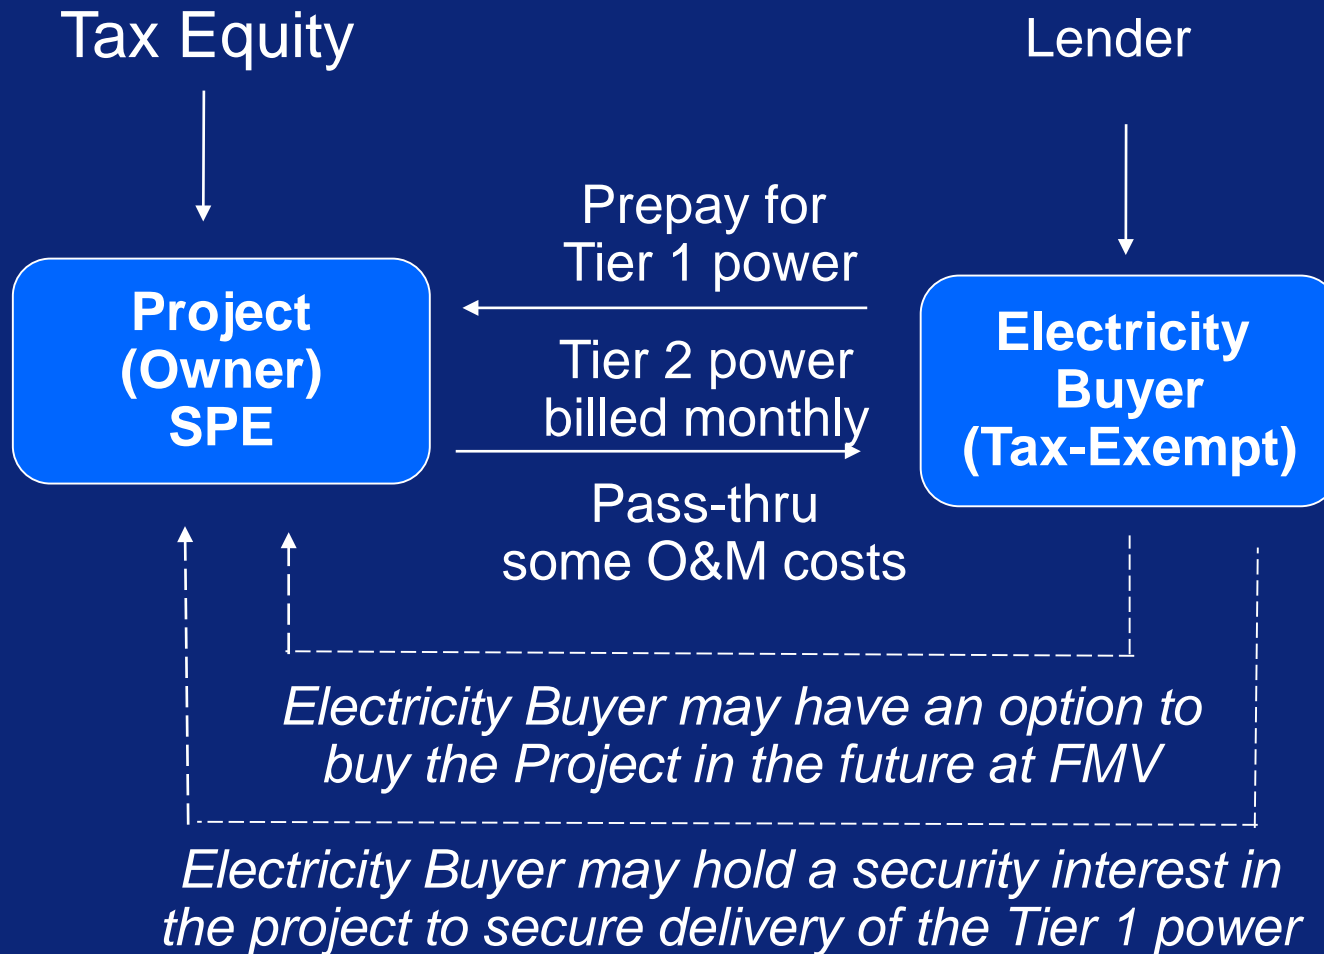 Tax Equity
Lender
Prepay for
Tier 1 power
Project
(Owner)
SPE
Electricity
Buyer
(Tax-Exempt)
Tier 2 power
billed monthly
Pass-thru
some O&M costs
Electricity Buyer may have an option to
buy the Project in the future at FMV
Electricity Buyer may hold a security interest in
the project to secure delivery of the Tier 1 power